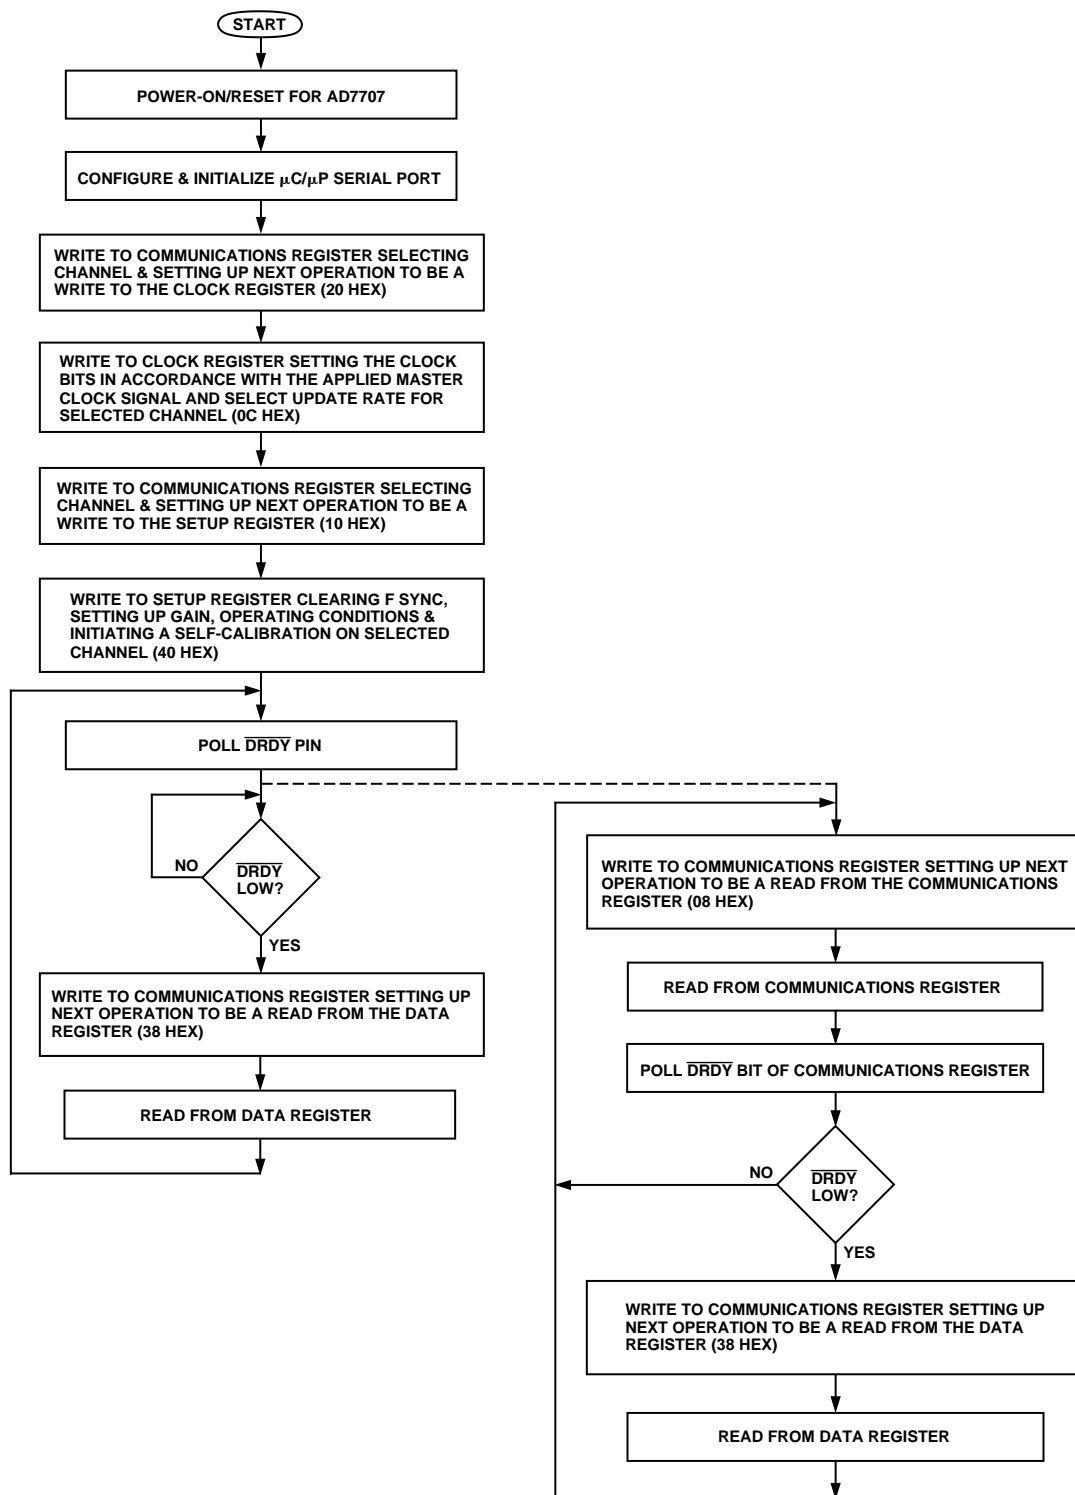 START
POWER-ON/RESET FOR AD7707
CONFIGURE & INITIALIZE μC/μP SERIAL PORT
WRITE TO COMMUNICATIONS REGISTER SELECTING
CHANNEL & SETTING UP NEXT OPERATION TO BE A
WRITE TO THE CLOCK REGISTER (20 HEX)
WRITE TO CLOCK REGISTER SETTING THE CLOCK
BITS IN ACCORDANCE WITH THE APPLIED MASTER
CLOCK SIGNAL AND SELECT UPDATE RATE FOR
SELECTED CHANNEL (0C HEX)
WRITE TO COMMUNICATIONS REGISTER SELECTING
CHANNEL & SETTING UP NEXT OPERATION TO BE A
WRITE TO THE SETUP REGISTER (10 HEX)
WRITE TO SETUP REGISTER CLEARING F SYNC,
SETTING UP GAIN, OPERATING CONDITIONS &
INITIATING A SELF-CALIBRATION ON SELECTED
CHANNEL (40 HEX)
POLL D̅R̅D̅Y̅ PIN
NO
D̅R̅D̅Y̅
LOW?
YES
WRITE TO COMMUNICATIONS REGISTER SETTING UP
NEXT OPERATION TO BE A READ FROM THE DATA
REGISTER (38 HEX)
READ FROM DATA REGISTER
WRITE TO COMMUNICATIONS REGISTER SETTING UP NEXT
OPERATION TO BE A READ FROM THE COMMUNICATIONS
REGISTER (08 HEX)
READ FROM COMMUNICATIONS REGISTER
POLL D̅R̅D̅Y̅ BIT OF COMMUNICATIONS REGISTER
NO
D̅R̅D̅Y̅
LOW?
YES
WRITE TO COMMUNICATIONS REGISTER SETTING UP
NEXT OPERATION TO BE A READ FROM THE DATA
REGISTER (38 HEX)
READ FROM DATA REGISTER